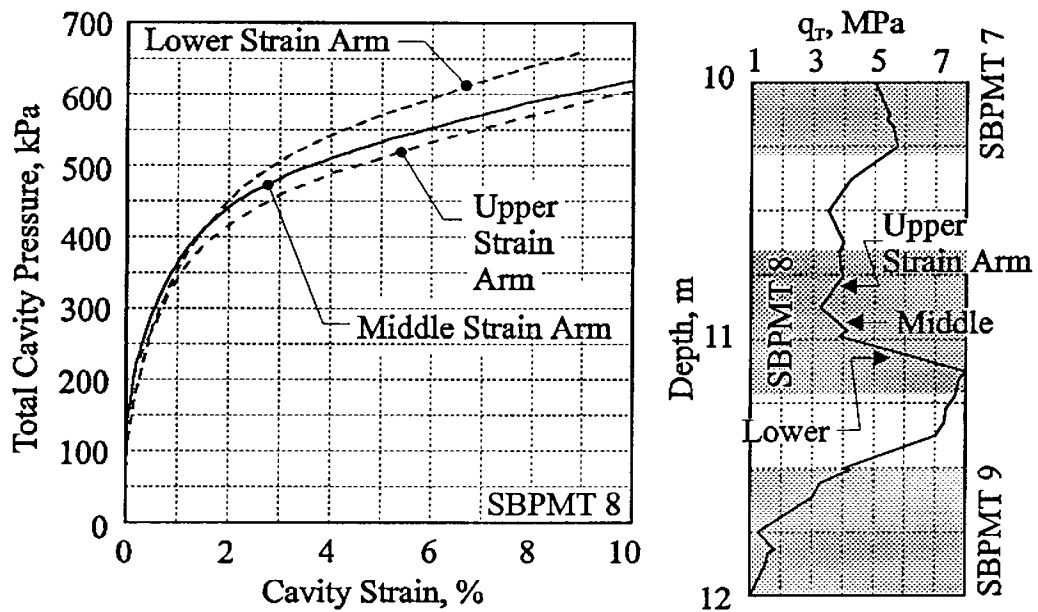 700
600
500
400
300
200
100
0
Total Cavity Pressure, kPa
Lower Strain Arm
Upper
Strain
Arm
Middle Strain Arm
SBPMT 8
0 2 4 6 8 10
Cavity Strain, %
q_T, MPa
1 3 5 7
10
11
12
Depth, m
SBPMT 7
SBPMT 8
SBPMT 9
Upper
Strain Arm
Middle
Lower